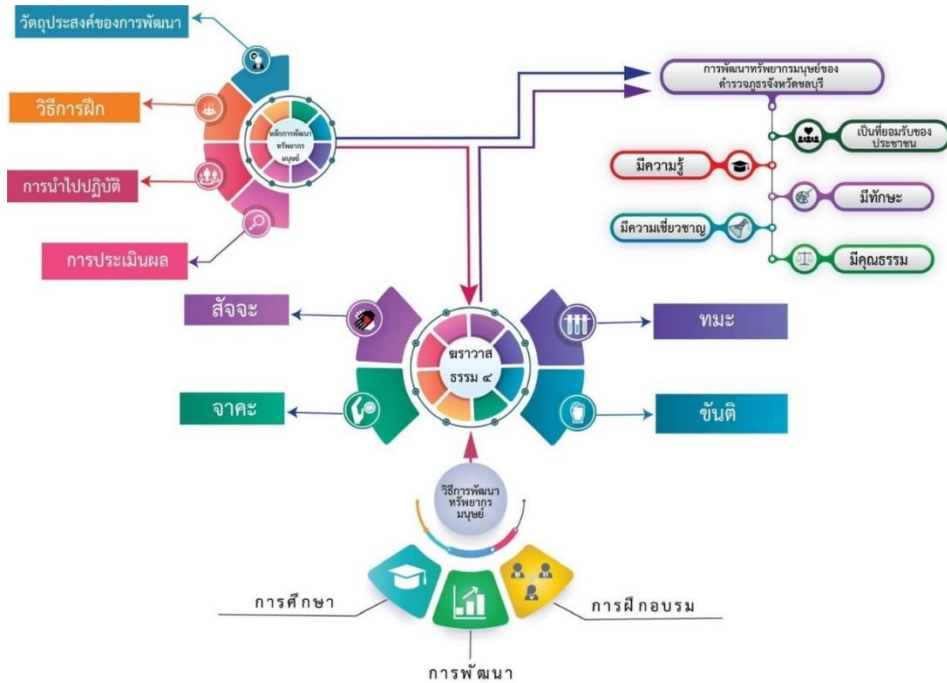 วัตถุประสงค์ของการพัฒนา
วิธีการฝึก
การนำไปปฏิบัติ
การประเมินผล
หลักการพัฒนา
ทรัพยากร
มนุษย์
การพัฒนาทรัพยากรมนุษย์ของ
ตำรวจภูธรจังหวัดชลบุรี
เป็นที่ยอมรับของ
ประชาชน
มีความรู้
มีทักษะ
มีความเชี่ยวชาญ
มีคุณธรรม
สัจจะ
ทมะ
ฆราวาส
ธรรม ๔
จาคะ
ขันติ
วิธีการพัฒนา
ทรัพยากร
มนุษย์
การศึกษา
การฝึกอบรม
การพัฒนา